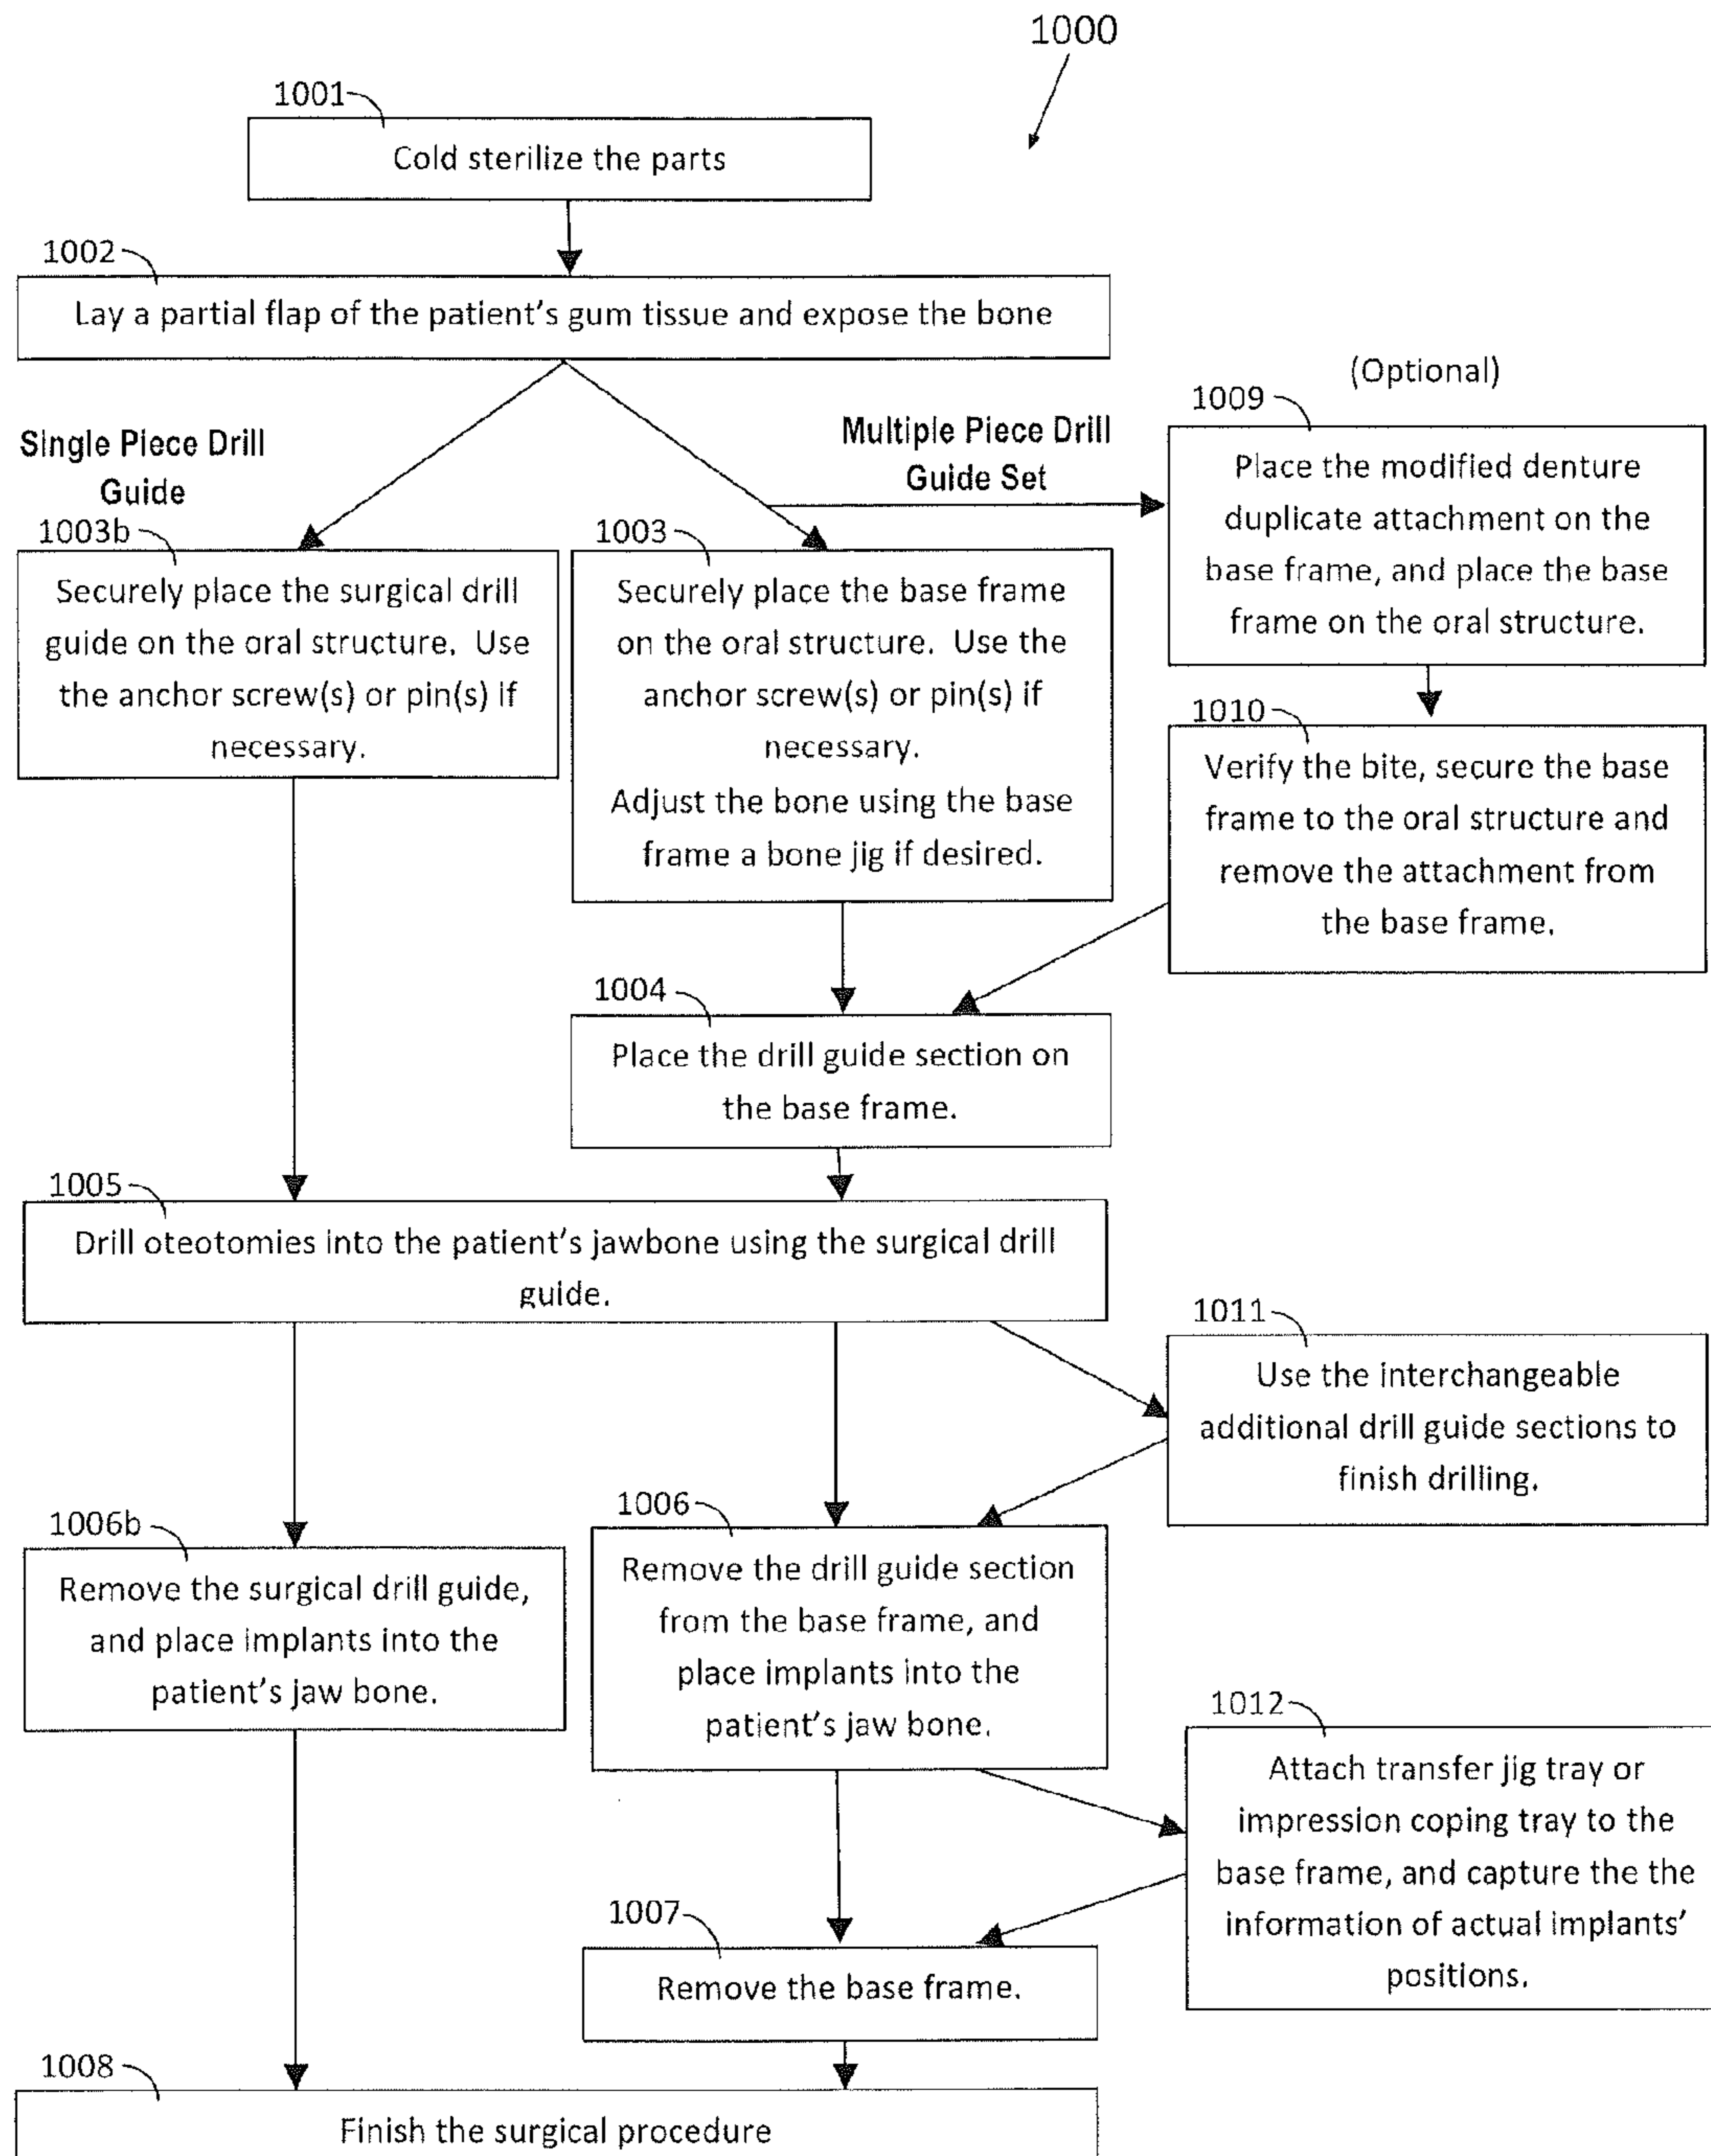 1000
1001
Cold sterilize the parts
1002
Lay a partial flap of the patient's gum tissue and expose the bone
Single Piece Drill
Guide
Multiple Piece Drill
Guide Set
(Optional)
1009
Place the modified denture
duplicate attachment on the
base frame, and place the base
frame on the oral structure.
1003b
Securely place the surgical drill
guide on the oral structure. Use
the anchor screw(s) or pin(s) if
necessary.
1003
Securely place the base frame
on the oral structure. Use the
anchor screw(s) or pin(s) if
necessary.
Adjust the bone using the base
frame a bone jig if desired.
1010
Verify the bite, secure the base
frame to the oral structure and
remove the attachment from
the base frame.
1004
Place the drill guide section on
the base frame.
1005
Drill oteotomies into the patient's jawbone using the surgical drill
guide.
1011
Use the interchangeable
additional drill guide sections to
finish drilling.
1006b
Remove the surgical drill guide,
and place implants into the
patient's jaw bone.
1006
Remove the drill guide section
from the base frame, and
place implants into the
patient's jaw bone.
1012
Attach transfer jig tray or
impression coping tray to the
base frame, and capture the the
information of actual implants'
positions.
1007
Remove the base frame.
1008
Finish the surgical procedure